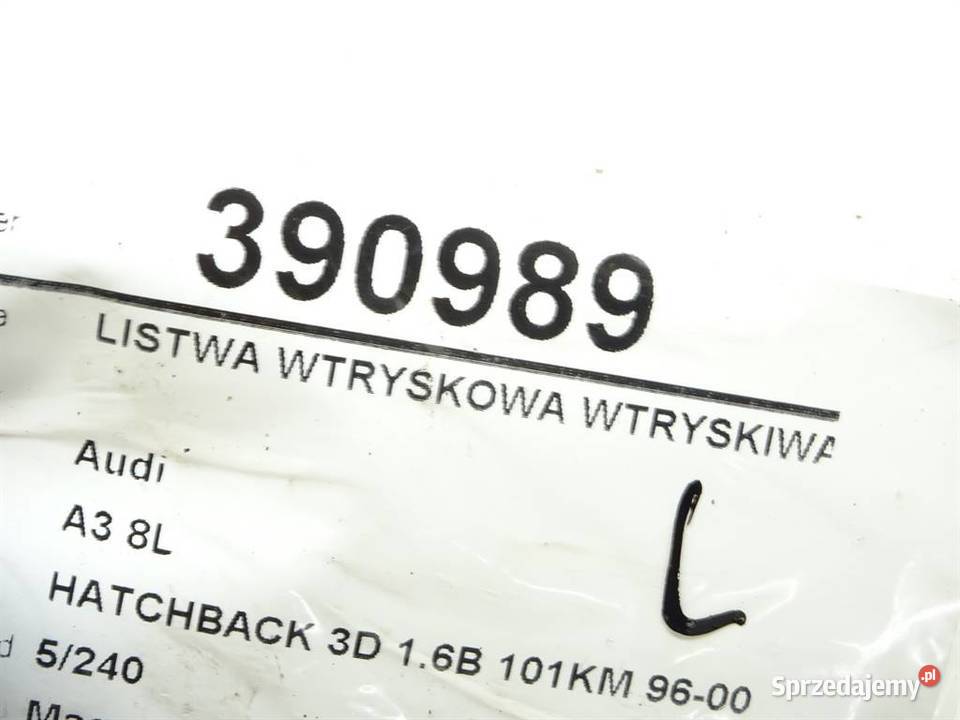 390989
LISTWA WTRYSKOWA WTRYSKIWA
Audi
A3 8L
L
HATCHBACK 3D 1.6B 101KM 96-00
5/240
Sprzedajemy.pl